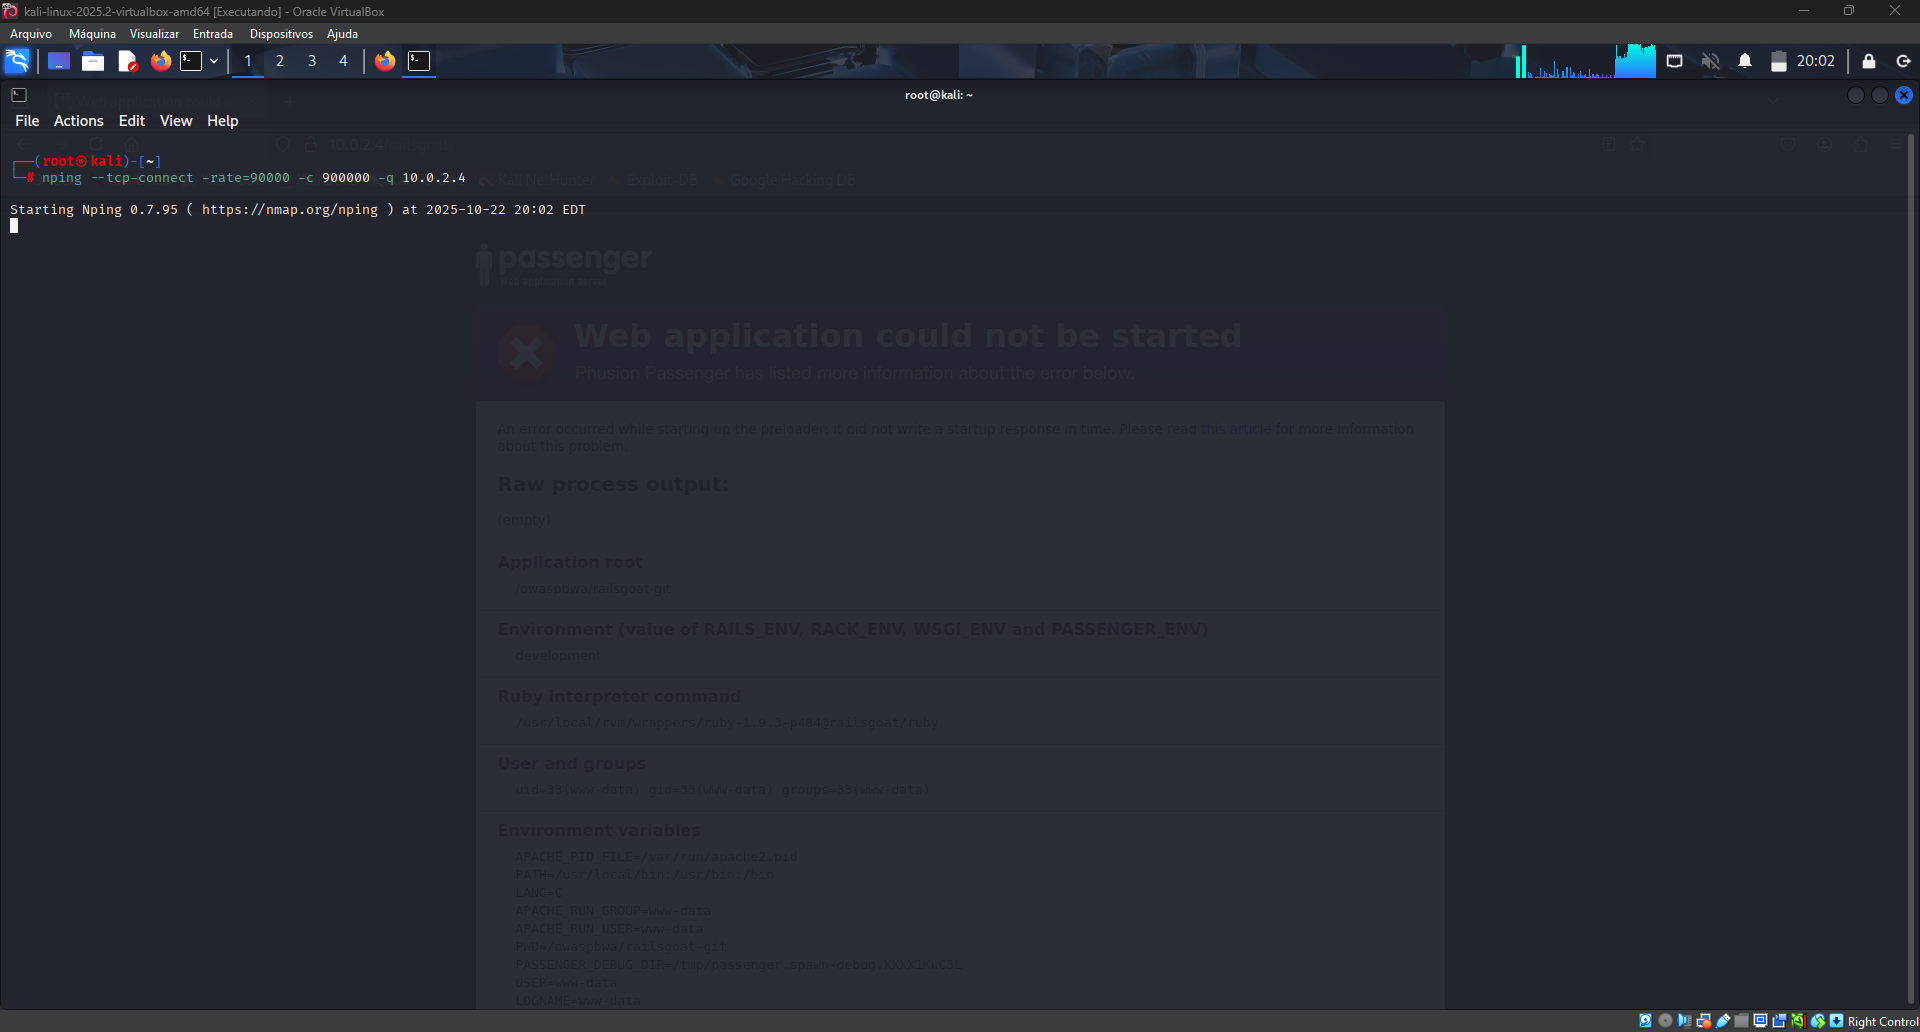 kali-linux-2025.2-virtualbox-amd64 [Executando] - Oracle VirtualBox
Arquivo Máquina Visualizar Entrada Dispositivos Ajuda
1 2 3 4 20:02
root@kali: ~
File Actions Edit View Help
10.0.2.4
┌──(root㉿kali)-[~]
└─# nping --tcp-connect -rate=90000 -c 900000 -q 10.0.2.4
Kali NetHunter Exploit-DB Google Hacking DB
Starting Nping 0.7.95 ( https://nmap.org/nping ) at 2025-10-22 20:02 EDT
passenger
Web application server
Web application could not be started
Phusion Passenger has listed more information about the error below.
An error occurred while starting up the preloader: it did not write a startup response in time. Please read this article for more information
about this problem.
Raw process output:
(empty)
Application root
/owaspbwa/railsgoat-git
Environment (value of RAILS_ENV, RACK_ENV, WSGI_ENV and PASSENGER_ENV)
development
Ruby interpreter command
/usr/local/rvm/wrappers/ruby-1.9.3-p484@railsgoat/ruby
User and groups
uid=33(www-data) gid=33(www-data) groups=33(www-data)
Environment variables
APACHE_PID_FILE=/var/run/apache2.pid
PATH=/usr/local/bin:/usr/bin:/bin
LANG=C
APACHE_RUN_GROUP=www-data
APACHE_RUN_USER=www-data
PWD=/owaspbwa/railsgoat-git
PASSENGER_DEBUG_DIR=/tmp/passenger.spawn-debug.XXXX1KuC3L
USER=www-data
LOGNAME=www-data
Right Control